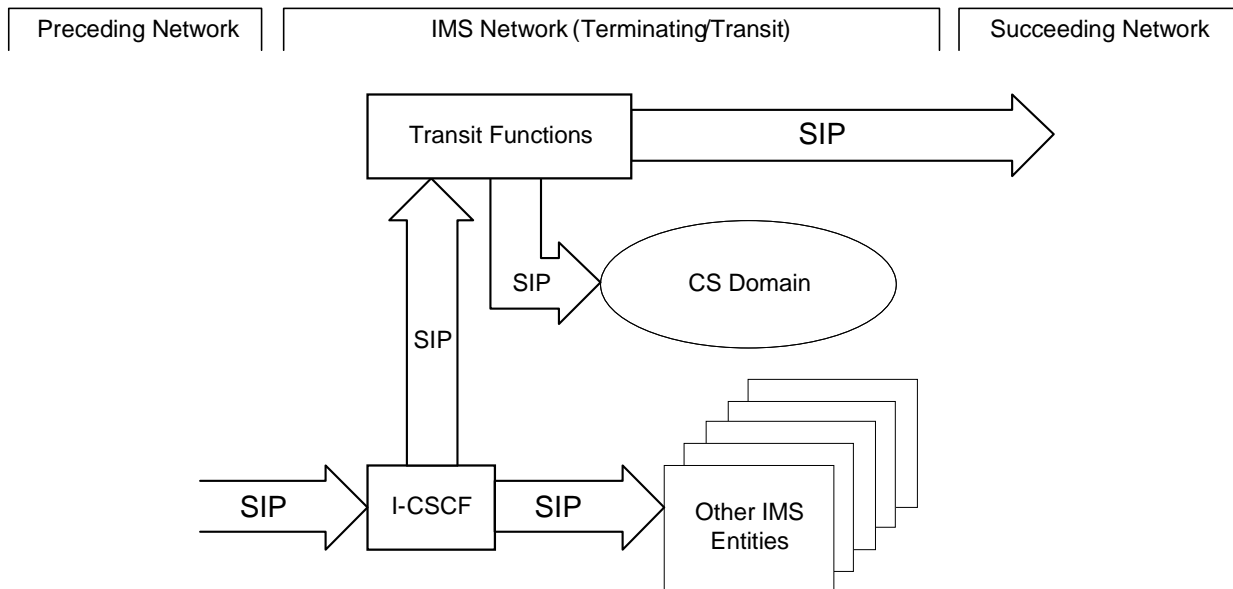 Preceding Network
IMS Network (Terminating/Transit)
Succeeding Network
Transit Functions
SIP
SIP
CS Domain
SIP
SIP
I-CSCF
SIP
Other IMS
Entities